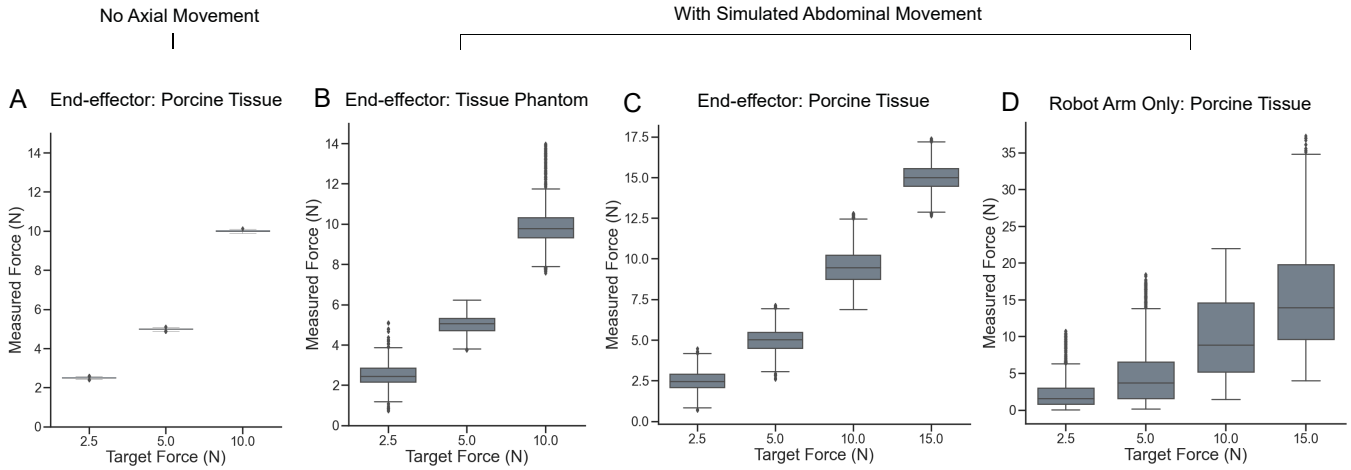 No Axial Movement
With Simulated Abdominal Movement
A End-effector: Porcine Tissue
Measured Force (N)
14
12
10
8
6
4
2
0
2.5 5.0 10.0
Target Force (N)
B End-effector: Tissue Phantom
Measured Force (N)
14
12
10
8
6
4
2
0
2.5 5.0 10.0
Target Force (N)
C End-effector: Porcine Tissue
Measured Force (N)
17.5
15.0
12.5
10.0
7.5
5.0
2.5
0.0
2.5 5.0 10.0 15.0
Target Force (N)
D Robot Arm Only: Porcine Tissue
Measured Force (N)
35
30
25
20
15
10
5
0
2.5 5.0 10.0 15.0
Target Force (N)